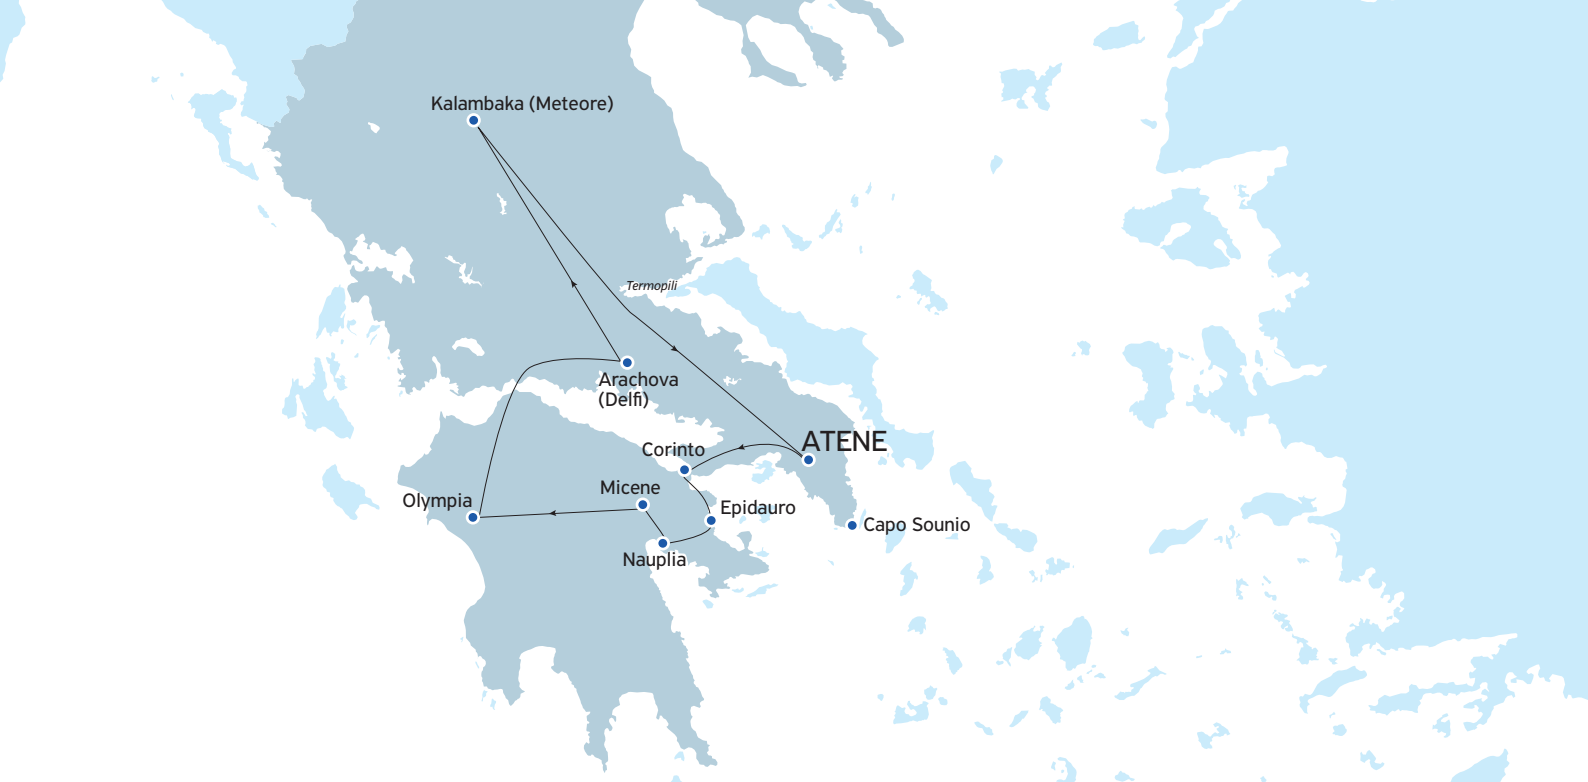 Kalambaka (Meteore)
Termopili
Arachova
(Delfi)
ATENE
Corinto
Micene
Olympia
Epidauro
Capo Sounio
Nauplia